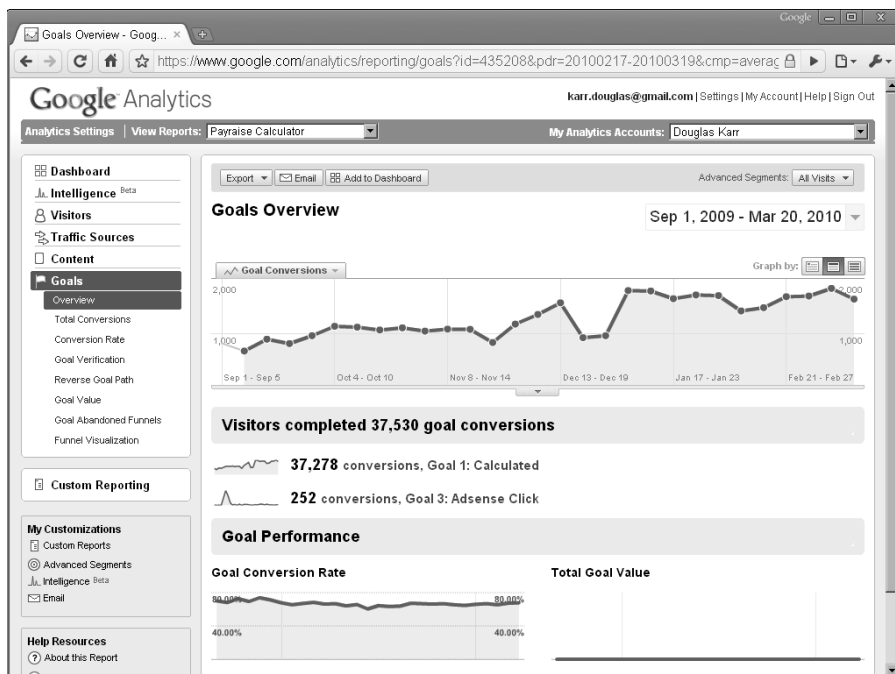 Google
Goals Overview - Goog...
https://www.google.com/analytics/reporting/goals?id=435208&pdr=20100217-20100319&cmp=averag
Google Analytics
karr.douglas@gmail.com | Settings | My Account | Help | Sign Out
Analytics Settings | View Reports: Payraise Calculator
My Analytics Accounts: Douglas Karr
Dashboard
Intelligence Beta
Visitors
Traffic Sources
Content
Goals
Overview
Total Conversions
Conversion Rate
Goal Verification
Reverse Goal Path
Goal Value
Goal Abandoned Funnels
Funnel Visualization
Custom Reporting
My Customizations
Custom Reports
Advanced Segments
Intelligence Beta
Email
Help Resources
About this Report
Export
Email
Add to Dashboard
Advanced Segments: All Visits
Goals Overview
Sep 1, 2009 - Mar 20, 2010
Goal Conversions
Graph by:
2,000 2,000
1,000 1,000
Sep 1 - Sep 5 Oct 4 - Oct 10 Nov 8 - Nov 14 Dec 13 - Dec 19 Jan 17 - Jan 23 Feb 21 - Feb 27
Visitors completed 37,530 goal conversions
37,278 conversions, Goal 1: Calculated
252 conversions, Goal 3: Adsense Click
Goal Performance
Goal Conversion Rate
80.00% 80.00%
40.00% 40.00%
Total Goal Value